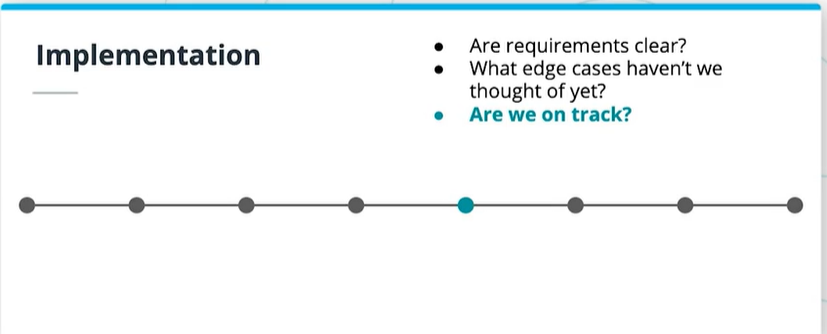 Implementation
● Are requirements clear?
● What edge cases haven't we
thought of yet?
● Are we on track?